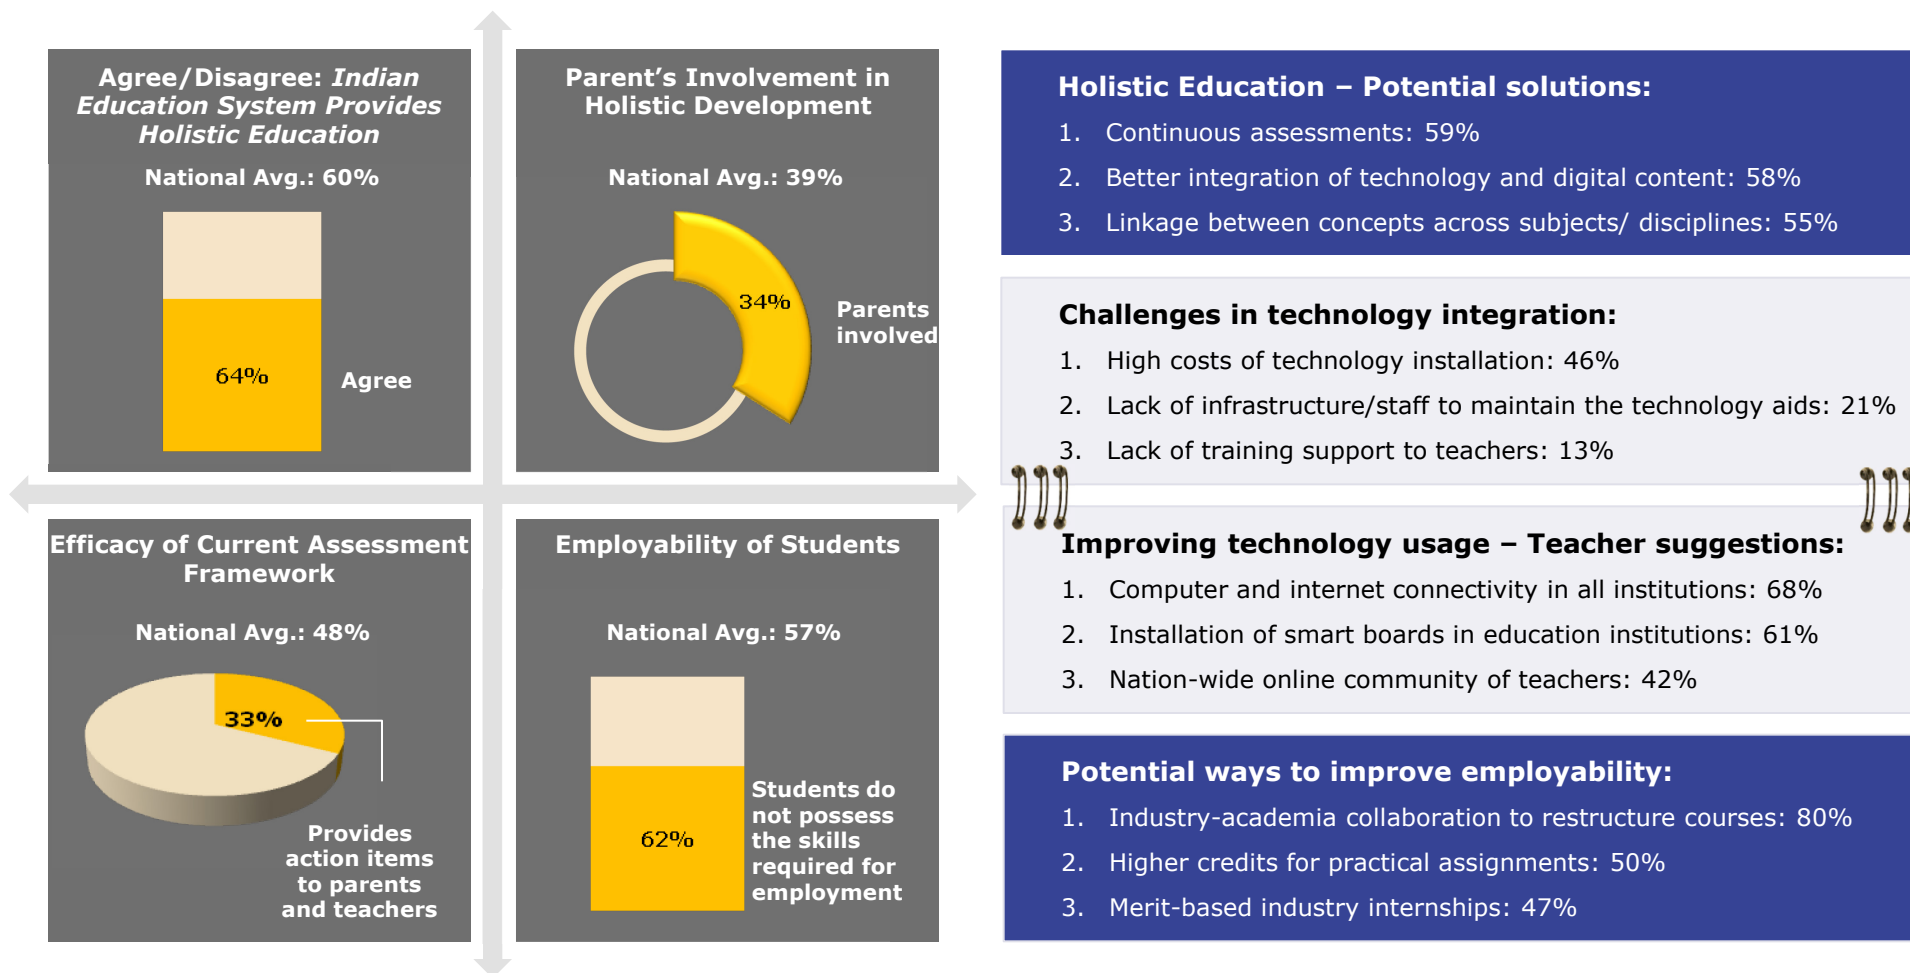 Agree/Disagree: Indian
Education System Provides
Holistic Education
National Avg.: 60%
64%
Agree
Parent’s Involvement in
Holistic Development
National Avg.: 39%
34%
Parents
involved
Efficacy of Current Assessment
Framework
National Avg.: 48%
33%
Provides
action items
to parents
and teachers
Employability of Students
National Avg.: 57%
62%
Students do
not possess
the skills
required for
employment
Holistic Education – Potential solutions:
1. Continuous assessments: 59%
2. Better integration of technology and digital content: 58%
3. Linkage between concepts across subjects/ disciplines: 55%
Challenges in technology integration:
1. High costs of technology installation: 46%
2. Lack of infrastructure/staff to maintain the technology aids: 21%
3. Lack of training support to teachers: 13%
Improving technology usage – Teacher suggestions:
1. Computer and internet connectivity in all institutions: 68%
2. Installation of smart boards in education institutions: 61%
3. Nation-wide online community of teachers: 42%
Potential ways to improve employability:
1. Industry-academia collaboration to restructure courses: 80%
2. Higher credits for practical assignments: 50%
3. Merit-based industry internships: 47%